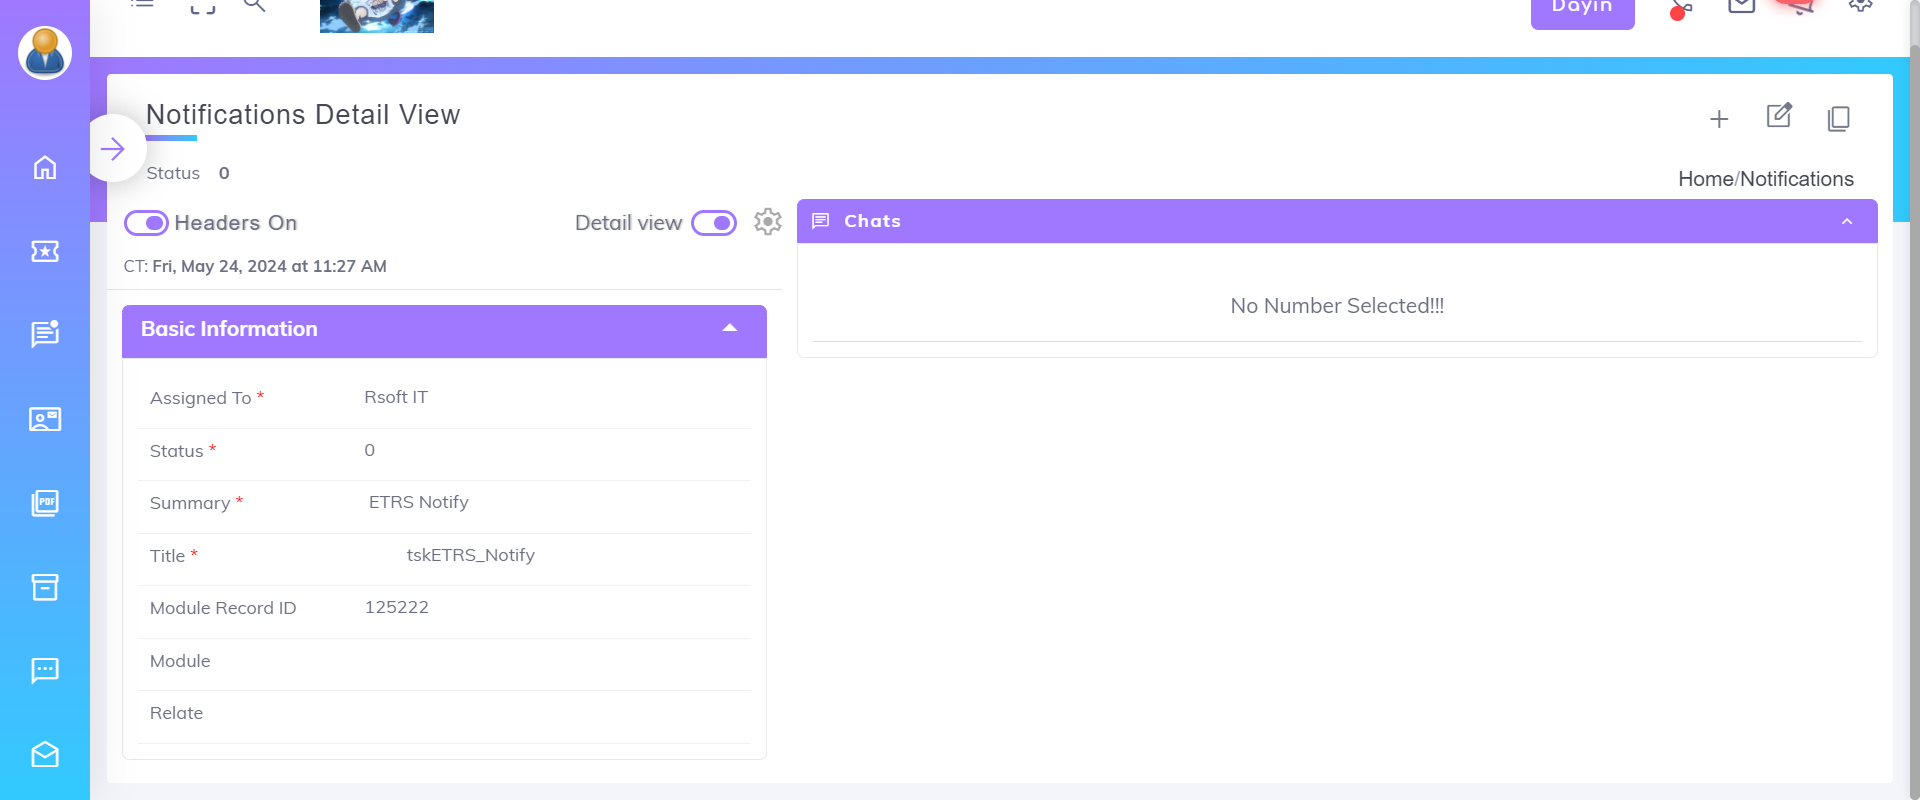 Dayin
Notifications Detail View
Status 0
Home/Notifications
Headers On
Detail view
CT: Fri, May 24, 2024 at 11:27 AM
Chats
No Number Selected!!!
Basic Information
Assigned To * Rsoft IT
Status * 0
Summary * ETRS Notify
Title * tskETRS_Notify
Module Record ID 125222
Module
Relate
PDF